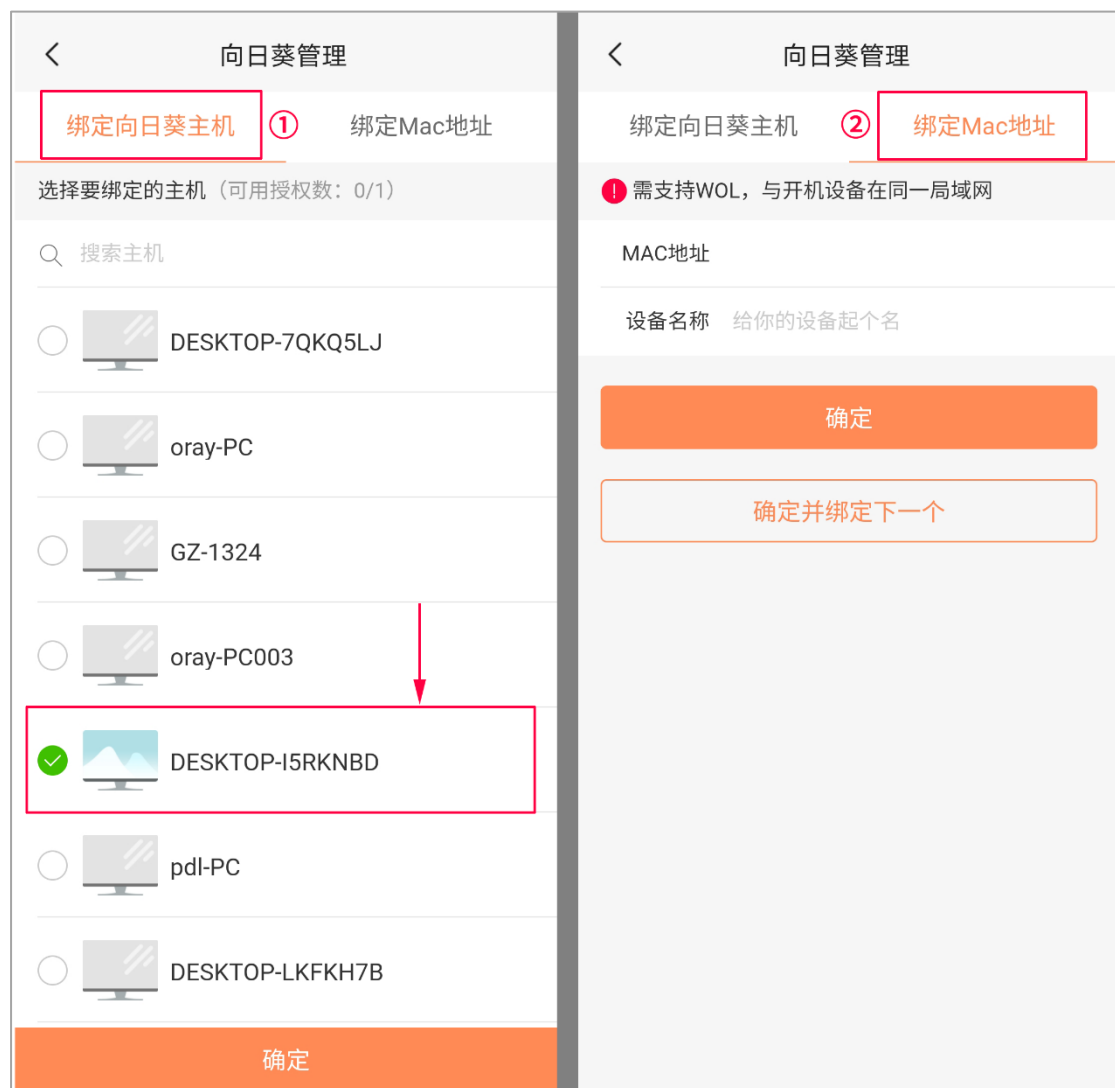 向日葵管理
绑定向日葵主机 ① 绑定Mac地址
选择要绑定的主机（可用授权数：0/1）
搜索主机
DESKTOP-7QKQ5LJ
oray-PC
GZ-1324
oray-PC003
DESKTOP-I5RKNBD
pdl-PC
DESKTOP-LKFKH7B
确定
向日葵管理
绑定向日葵主机 ② 绑定Mac地址
需支持WOL，与开机设备在同一局域网
MAC地址
设备名称 给你的设备起个名
确定
确定并绑定下一个